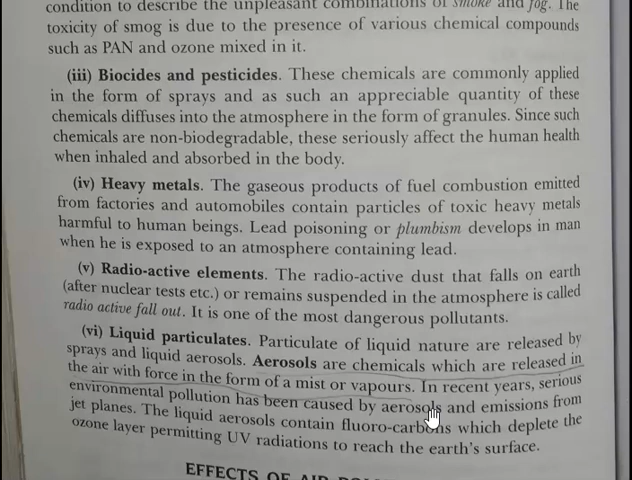 condition to describe the unpleasant combinations of smoke and fog. The
toxicity of smog is due to the presence of various chemical compounds
such as PAN and ozone mixed in it.
(iii) Biocides and pesticides. These chemicals are commonly applied
in the form of sprays and as such an appreciable quantity of these
chemicals diffuses into the atmosphere in the form of granules. Since such
chemicals are non-biodegradable, these seriously affect the human health
when inhaled and absorbed in the body.
(iv) Heavy metals. The gaseous products of fuel combustion emitted
from factories and automobiles contain particles of toxic heavy metals
harmful to human beings. Lead poisoning or plumbism develops in man
when he is exposed to an atmosphere containing lead.
(v) Radio-active elements. The radio-active dust that falls on earth
(after nuclear tests etc.) or remains suspended in the atmosphere is called
radio active fall out. It is one of the most dangerous pollutants.
(vi) Liquid particulates. Particulate of liquid nature are released by
sprays and liquid aerosols. Aerosols are chemicals which are released in
the air with force in the form of a mist or vapours. In recent years, serious
environmental pollution has been caused by aerosols and emissions from
jet planes. The liquid aerosols contain fluoro-carbons which deplete the
ozone layer permitting UV radiations to reach the earth's surface.
EFFECTS OF AIR